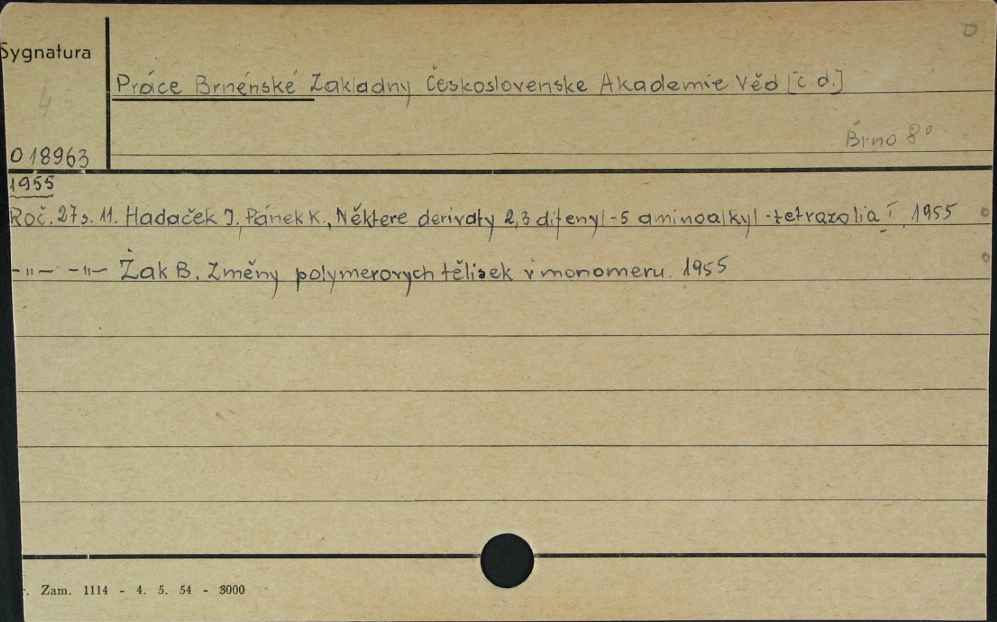 Sygnatura
Práce Brněnské Zakladny Československe Akademie Věd [c. d.]
Brno 8°
018963
1955
Roč. 27 s. 11. Hadaček J, Pánek K., Některe derivaty 2,3 difenyl-5 aminoalkyl-tetrazolia I. 1955
-"- -"- Žak B. Změny polymerovych tělisek v monomeru. 1955
Zam. 1114 - 4. 5. 54 - 3000